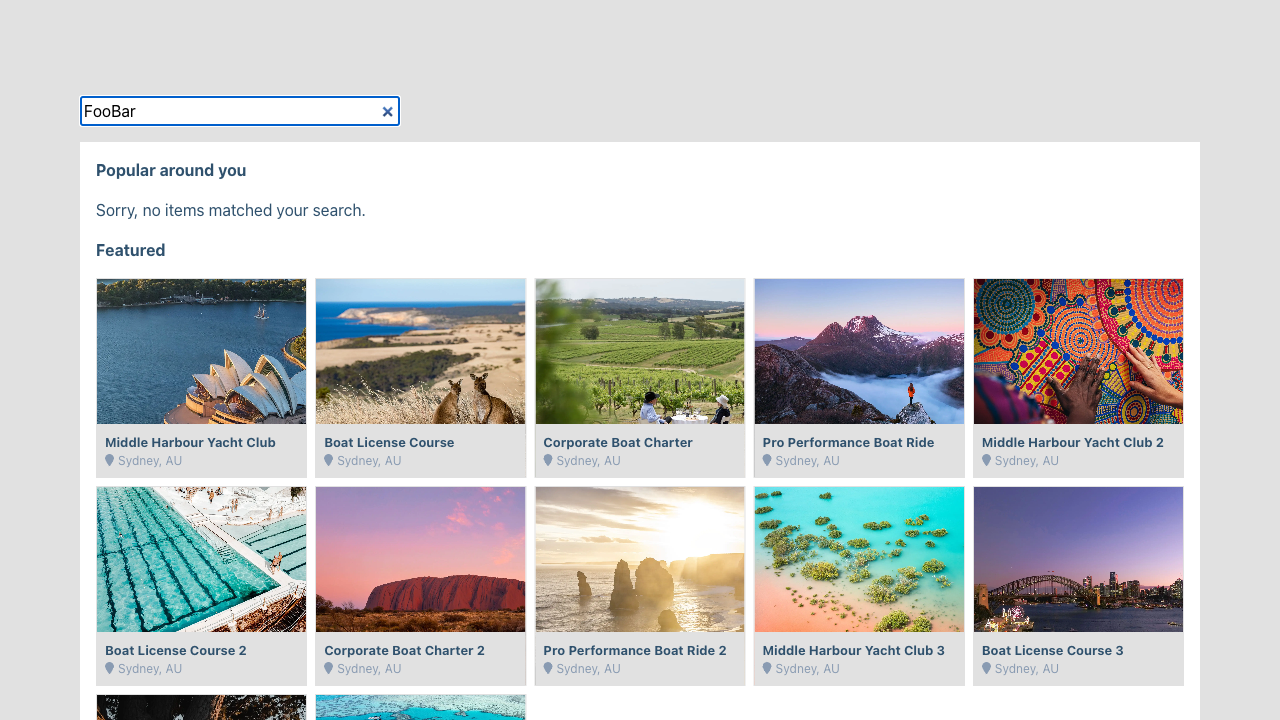 FooBar
Popular around you
Sorry, no items matched your search.
Featured
Middle Harbour Yacht Club
Sydney, AU
Boat License Course
Sydney, AU
Corporate Boat Charter
Sydney, AU
Pro Performance Boat Ride
Sydney, AU
Middle Harbour Yacht Club 2
Sydney, AU
Boat License Course 2
Sydney, AU
Corporate Boat Charter 2
Sydney, AU
Pro Performance Boat Ride 2
Sydney, AU
Middle Harbour Yacht Club 3
Sydney, AU
Boat License Course 3
Sydney, AU